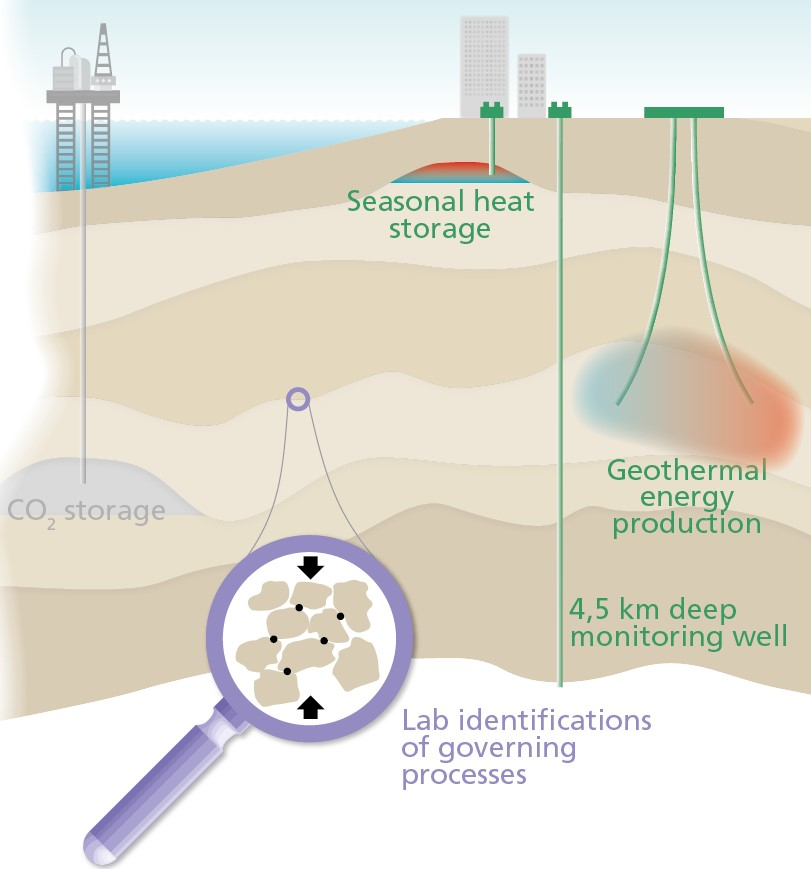 Seasonal heat
storage
Geothermal
energy
production
CO₂ storage
4,5 km deep
monitoring well
Lab identifications
of governing
processes